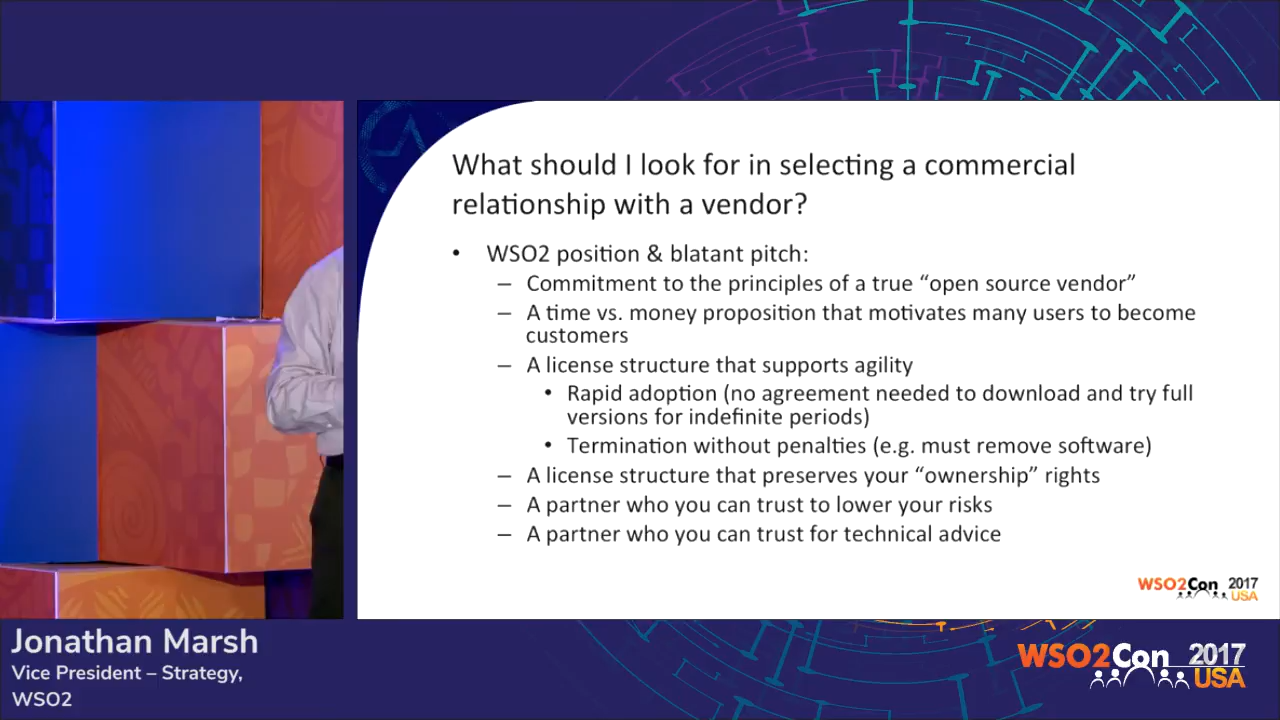 What should I look for in selecting a commercial
relationship with a vendor?
• WSO2 position & blatant pitch:
– Commitment to the principles of a true “open source vendor”
– A time vs. money proposition that motivates many users to become
customers
– A license structure that supports agility
• Rapid adoption (no agreement needed to download and try full
versions for indefinite periods)
• Termination without penalties (e.g. must remove software)
– A license structure that preserves your “ownership” rights
– A partner who you can trust to lower your risks
– A partner who you can trust for technical advice
WSO2Con 2017
USA
Jonathan Marsh
Vice President – Strategy,
WSO2
WSO2Con 2017
USA